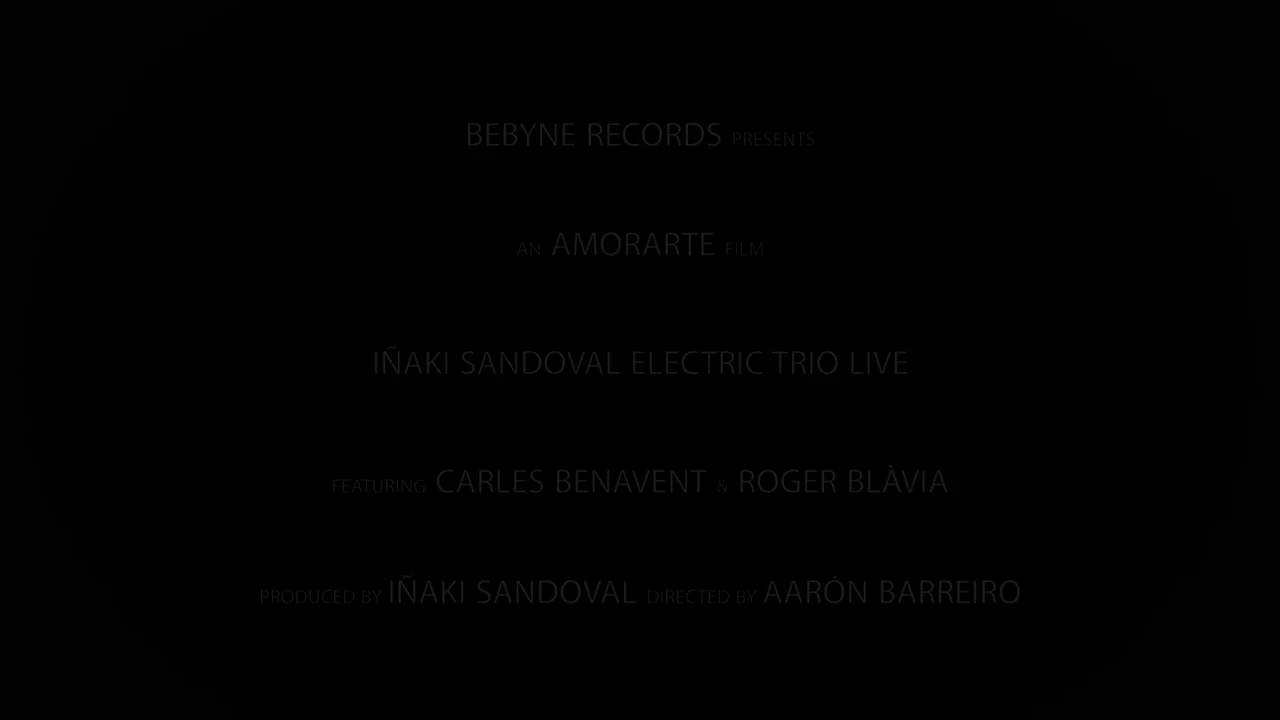 BEBYNE RECORDS PRESENTS
AN AMORARTE FILM
IÑAKI SANDOVAL ELECTRIC TRIO LIVE
FEATURING CARLES BENAVENT & ROGER BLÀVIA
PRODUCED BY IÑAKI SANDOVAL DIRECTED BY AARÓN BARREIRO